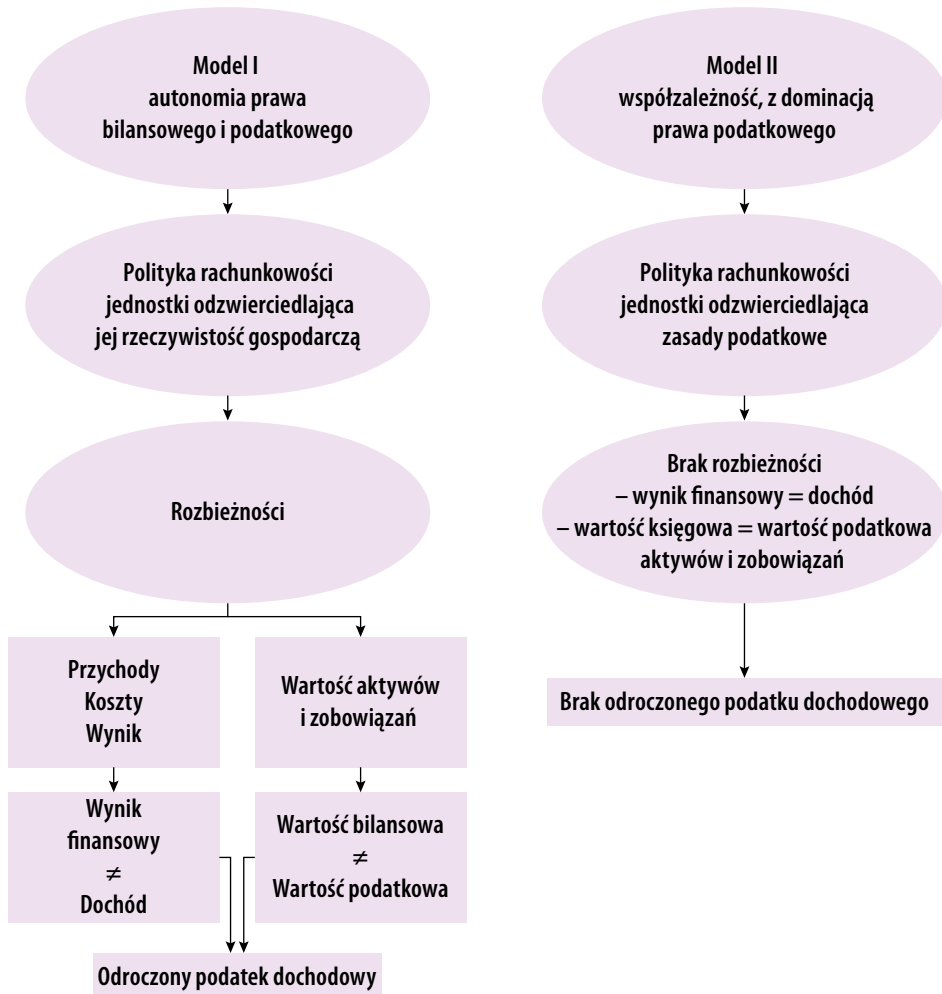 Model I
autonomia prawa
bilansowego i podatkowego
Polityka rachunkowości
jednostki odzwierciedlająca
jej rzeczywistość gospodarczą
Rozbieżności
Przychody
Koszty
Wynik
Wartość aktywów
i zobowiązań
Wynik
finansowy
≠
Dochód
Wartość bilansowa
≠
Wartość podatkowa
Odroczony podatek dochodowy
Model II
współzależność, z dominacją
prawa podatkowego
Polityka rachunkowości
jednostki odzwierciedlająca
zasady podatkowe
Brak rozbieżności
– wynik finansowy = dochód
– wartość księgowa = wartość podatkowa
aktywów i zobowiązań
Brak odroczonego podatku dochodowego